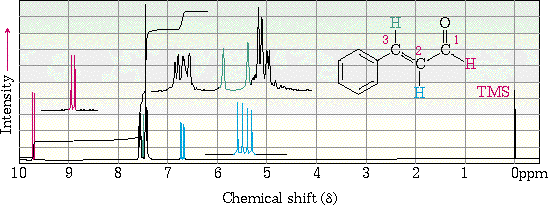 Intensity
O
H
3
C
2
C
C
1
H
H
TMS
10 9 8 7 6 5 4 3 2 1 0ppm
Chemical shift (δ)